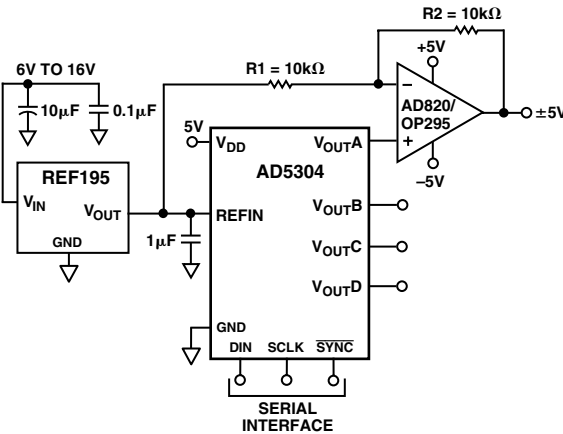 R2 = 10kΩ
+5V
6V TO 16V
R1 = 10kΩ
10μF
0.1μF
–
AD820/
OP295
±5V
5V
VDD
VOUTA
+
AD5304
–5V
REF195
VIN
VOUT
REFIN
VOUTB
GND
1μF
VOUTC
VOUTD
GND
DIN SCLK SYNC
SERIAL
INTERFACE